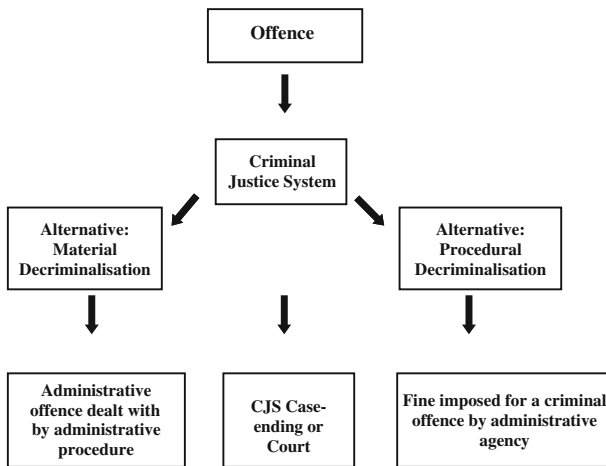 Offence
Criminal
Justice System
Alternative:
Material
Decriminalisation
Alternative:
Procedural
Decriminalisation
Administrative
offence dealt with
by administrative
procedure
CJS Case-
ending or
Court
Fine imposed for a criminal
offence by administrative
agency